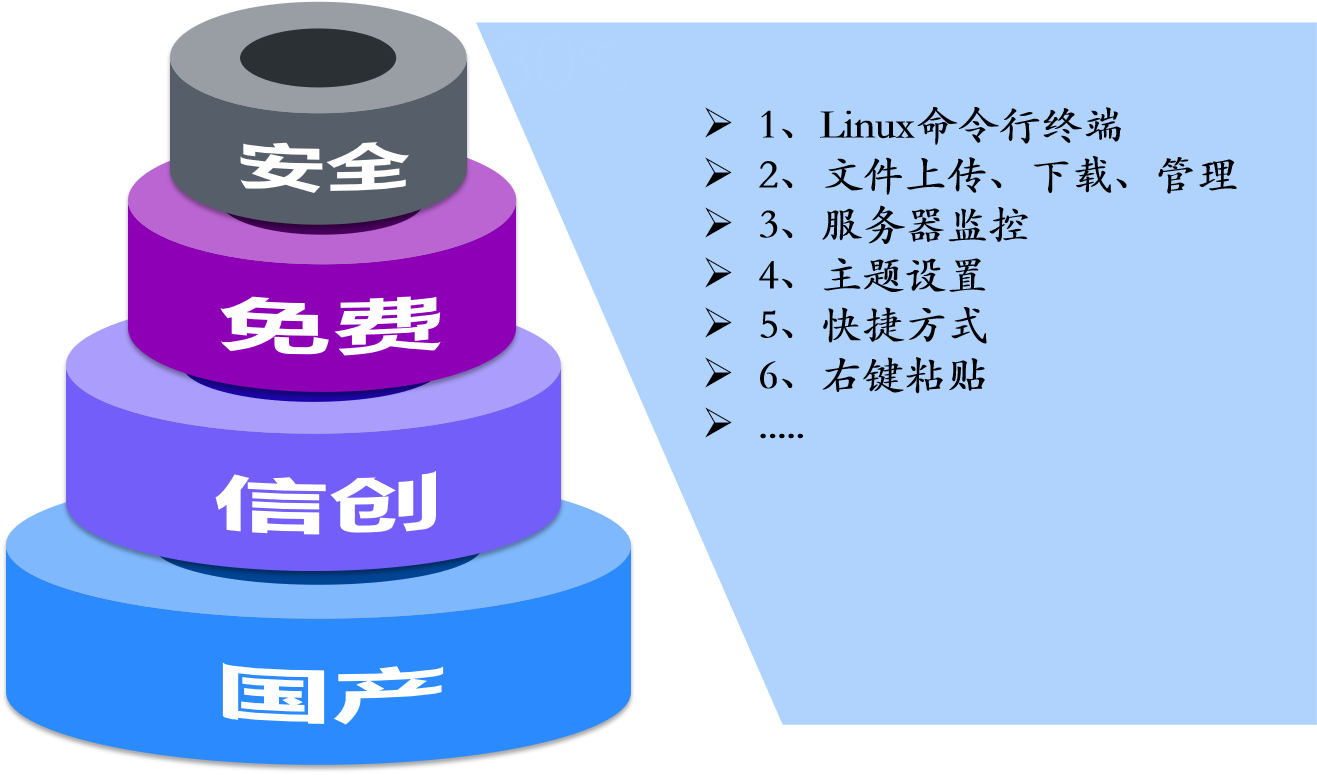 安全
免费
信创
国产
1、Linux命令行终端
2、文件上传、下载、管理
3、服务器监控
4、主题设置
5、快捷方式
6、右键粘贴
.....